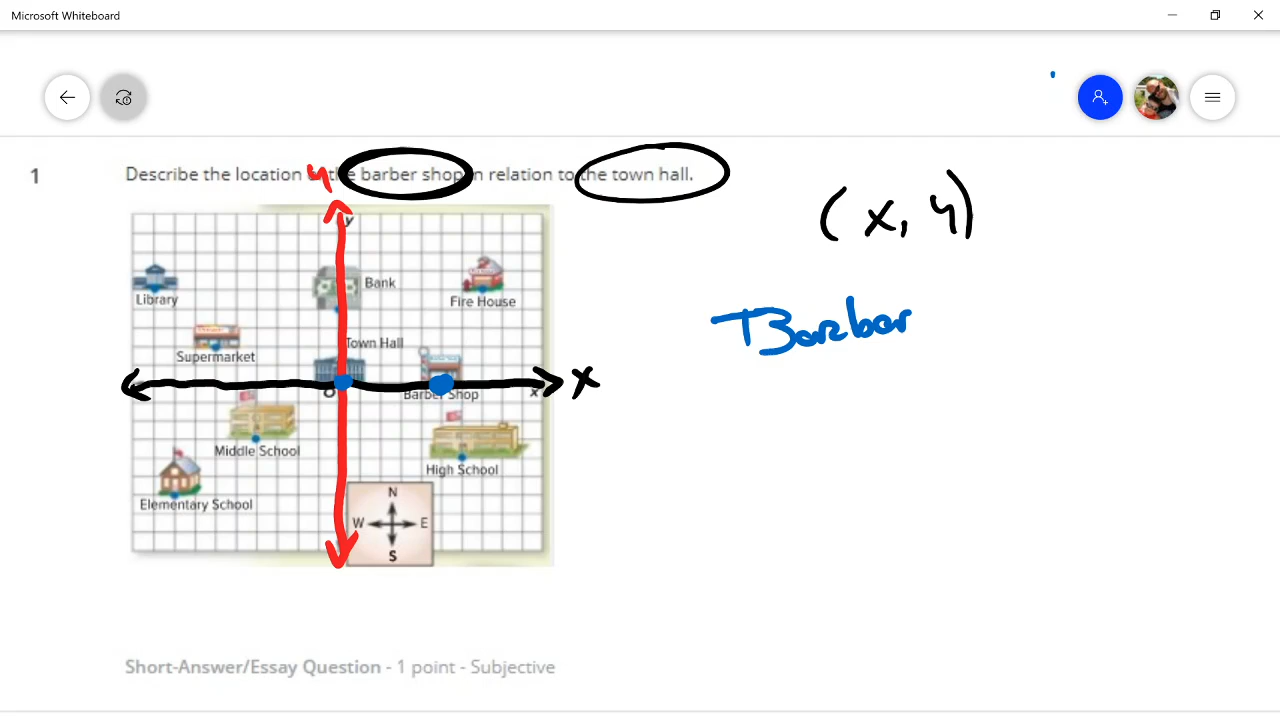 Microsoft Whiteboard
1
Describe the location the barber shop in relation to the town hall.
y
(x, y)
y
Bank
Library
Fire House
Barbar
Supermarket
Town Hall
O
Barber Shop
x
x
Middle School
High School
Elementary School
N
W E
S
Short-Answer/Essay Question - 1 point - Subjective